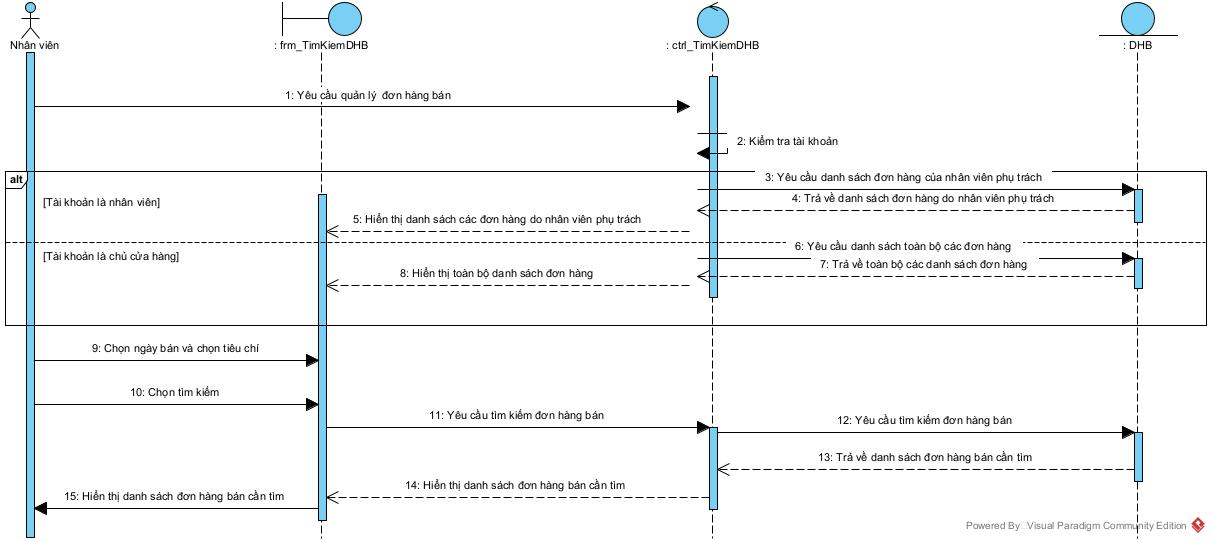 Nhân viên
: frm_TimKiemDHB
: ctrl_TimKiemDHB
: DHB
1: Yêu cầu quản lý đơn hàng bán
2: Kiểm tra tài khoản
alt
3: Yêu cầu danh sách đơn hàng của nhân viên phụ trách
[Tài khoản là nhân viên]
4: Trả về danh sách đơn hàng do nhân viên phụ trách
5: Hiển thị danh sách các đơn hàng do nhân viên phụ trách
6: Yêu cầu danh sách toàn bộ các đơn hàng
[Tài khoản là chủ cửa hàng]
7: Trả về toàn bộ các danh sách đơn hàng
8: Hiển thị toàn bộ danh sách đơn hàng
9: Chọn ngày bán và chọn tiêu chí
10: Chọn tìm kiếm
11: Yêu cầu tìm kiếm đơn hàng bán
12: Yêu cầu tìm kiếm đơn hàng bán
13: Trả về danh sách đơn hàng bán cần tìm
14: Hiển thị danh sách đơn hàng bán cần tìm
15: Hiển thị danh sách đơn hàng bán cần tìm
Powered By Visual Paradigm Community Edition